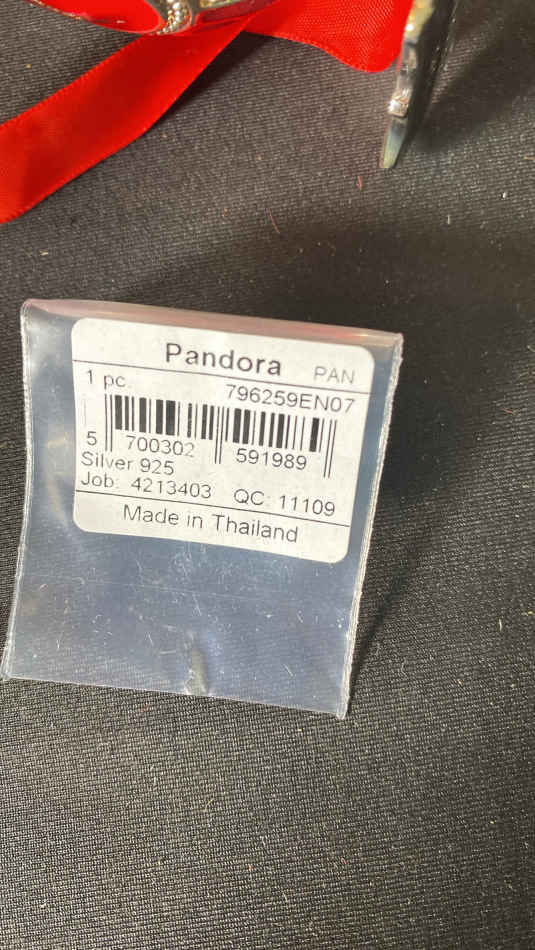 Pandora PAN
1 pc. 796259EN07
5 700302 591989
Silver 925
Job: 4213403 QC: 11109
Made in Thailand